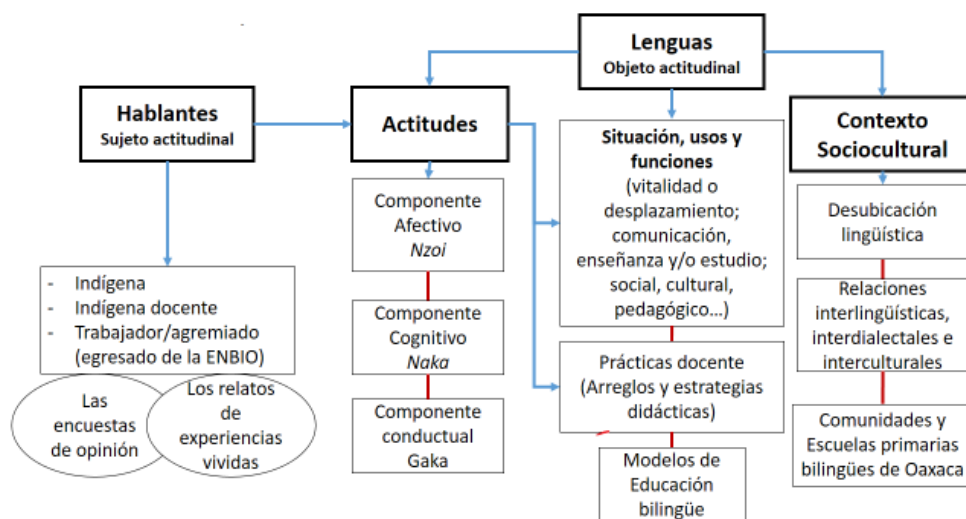 Lenguas
Objeto actitudinal
Hablantes
Sujeto actitudinal
Actitudes
Contexto
Sociocultural
Situación, usos y
funciones
(vitalidad o
desplazamiento;
comunicación,
enseñanza y/o estudio;
social, cultural,
pedagógico...)
Componente
Afectivo
Nzoi
Desubicación
lingüística
- Indígena
- Indígena docente
- Trabajador/agremiado
(egresado de la ENBIO)
Componente
Cognitivo
Naka
Relaciones
interlingüísticas,
interdialectales e
interculturales
Prácticas docente
(Arreglos y estrategias
didácticas)
Las
encuestas
de opinión
Los relatos
de
experiencias
vividas
Componente
conductual
Gaka
Comunidades y
Escuelas primarias
bilingües de Oaxaca
Modelos de
Educación
bilingüe